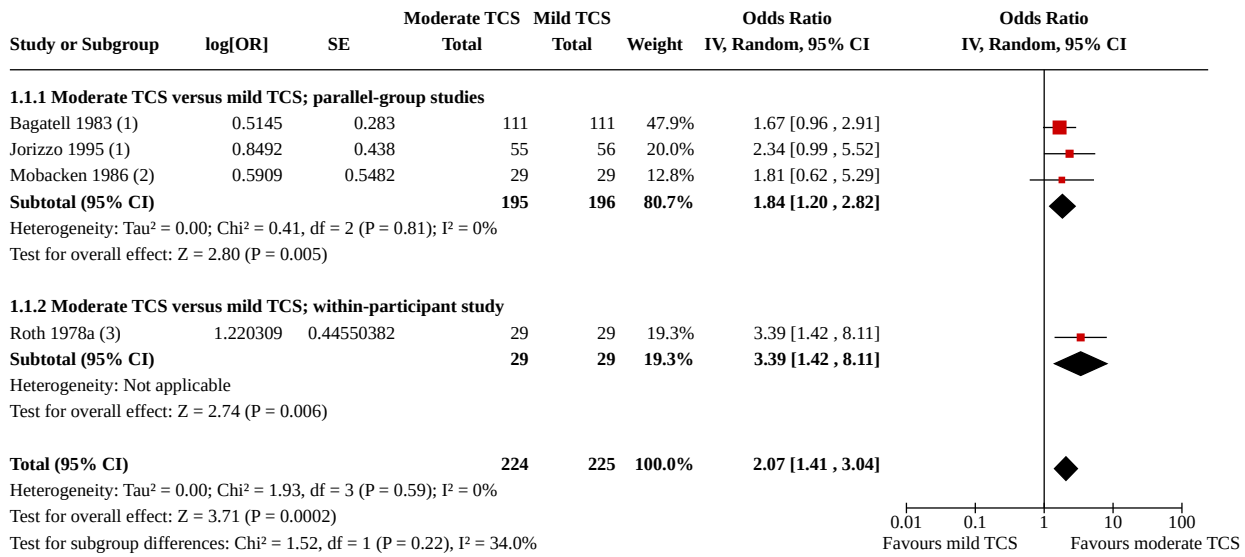 Moderate TCS Mild TCS Odds Ratio Odds Ratio
Study or Subgroup log[OR] SE Total Total Weight IV, Random, 95% CI IV, Random, 95% CI
1.1.1 Moderate TCS versus mild TCS; parallel-group studies
Bagatell 1983 (1) 0.5145 0.283 111 111 47.9% 1.67 [0.96 , 2.91]
Jorizzo 1995 (1) 0.8492 0.438 55 56 20.0% 2.34 [0.99 , 5.52]
Mobacken 1986 (2) 0.5909 0.5482 29 29 12.8% 1.81 [0.62 , 5.29]
Subtotal (95% CI) 195 196 80.7% 1.84 [1.20 , 2.82]
Heterogeneity: Tau² = 0.00; Chi² = 0.41, df = 2 (P = 0.81); I² = 0%
Test for overall effect: Z = 2.80 (P = 0.005)
1.1.2 Moderate TCS versus mild TCS; within-participant study
Roth 1978a (3) 1.220309 0.44550382 29 29 19.3% 3.39 [1.42 , 8.11]
Subtotal (95% CI) 29 29 19.3% 3.39 [1.42 , 8.11]
Heterogeneity: Not applicable
Test for overall effect: Z = 2.74 (P = 0.006)
Total (95% CI) 224 225 100.0% 2.07 [1.41 , 3.04]
Heterogeneity: Tau² = 0.00; Chi² = 1.93, df = 3 (P = 0.59); I² = 0%
Test for overall effect: Z = 3.71 (P = 0.0002) 0.01 0.1 1 10 100
Test for subgroup differences: Chi² = 1.52, df = 1 (P = 0.22), I² = 34.0% Favours mild TCS Favours moderate TCS